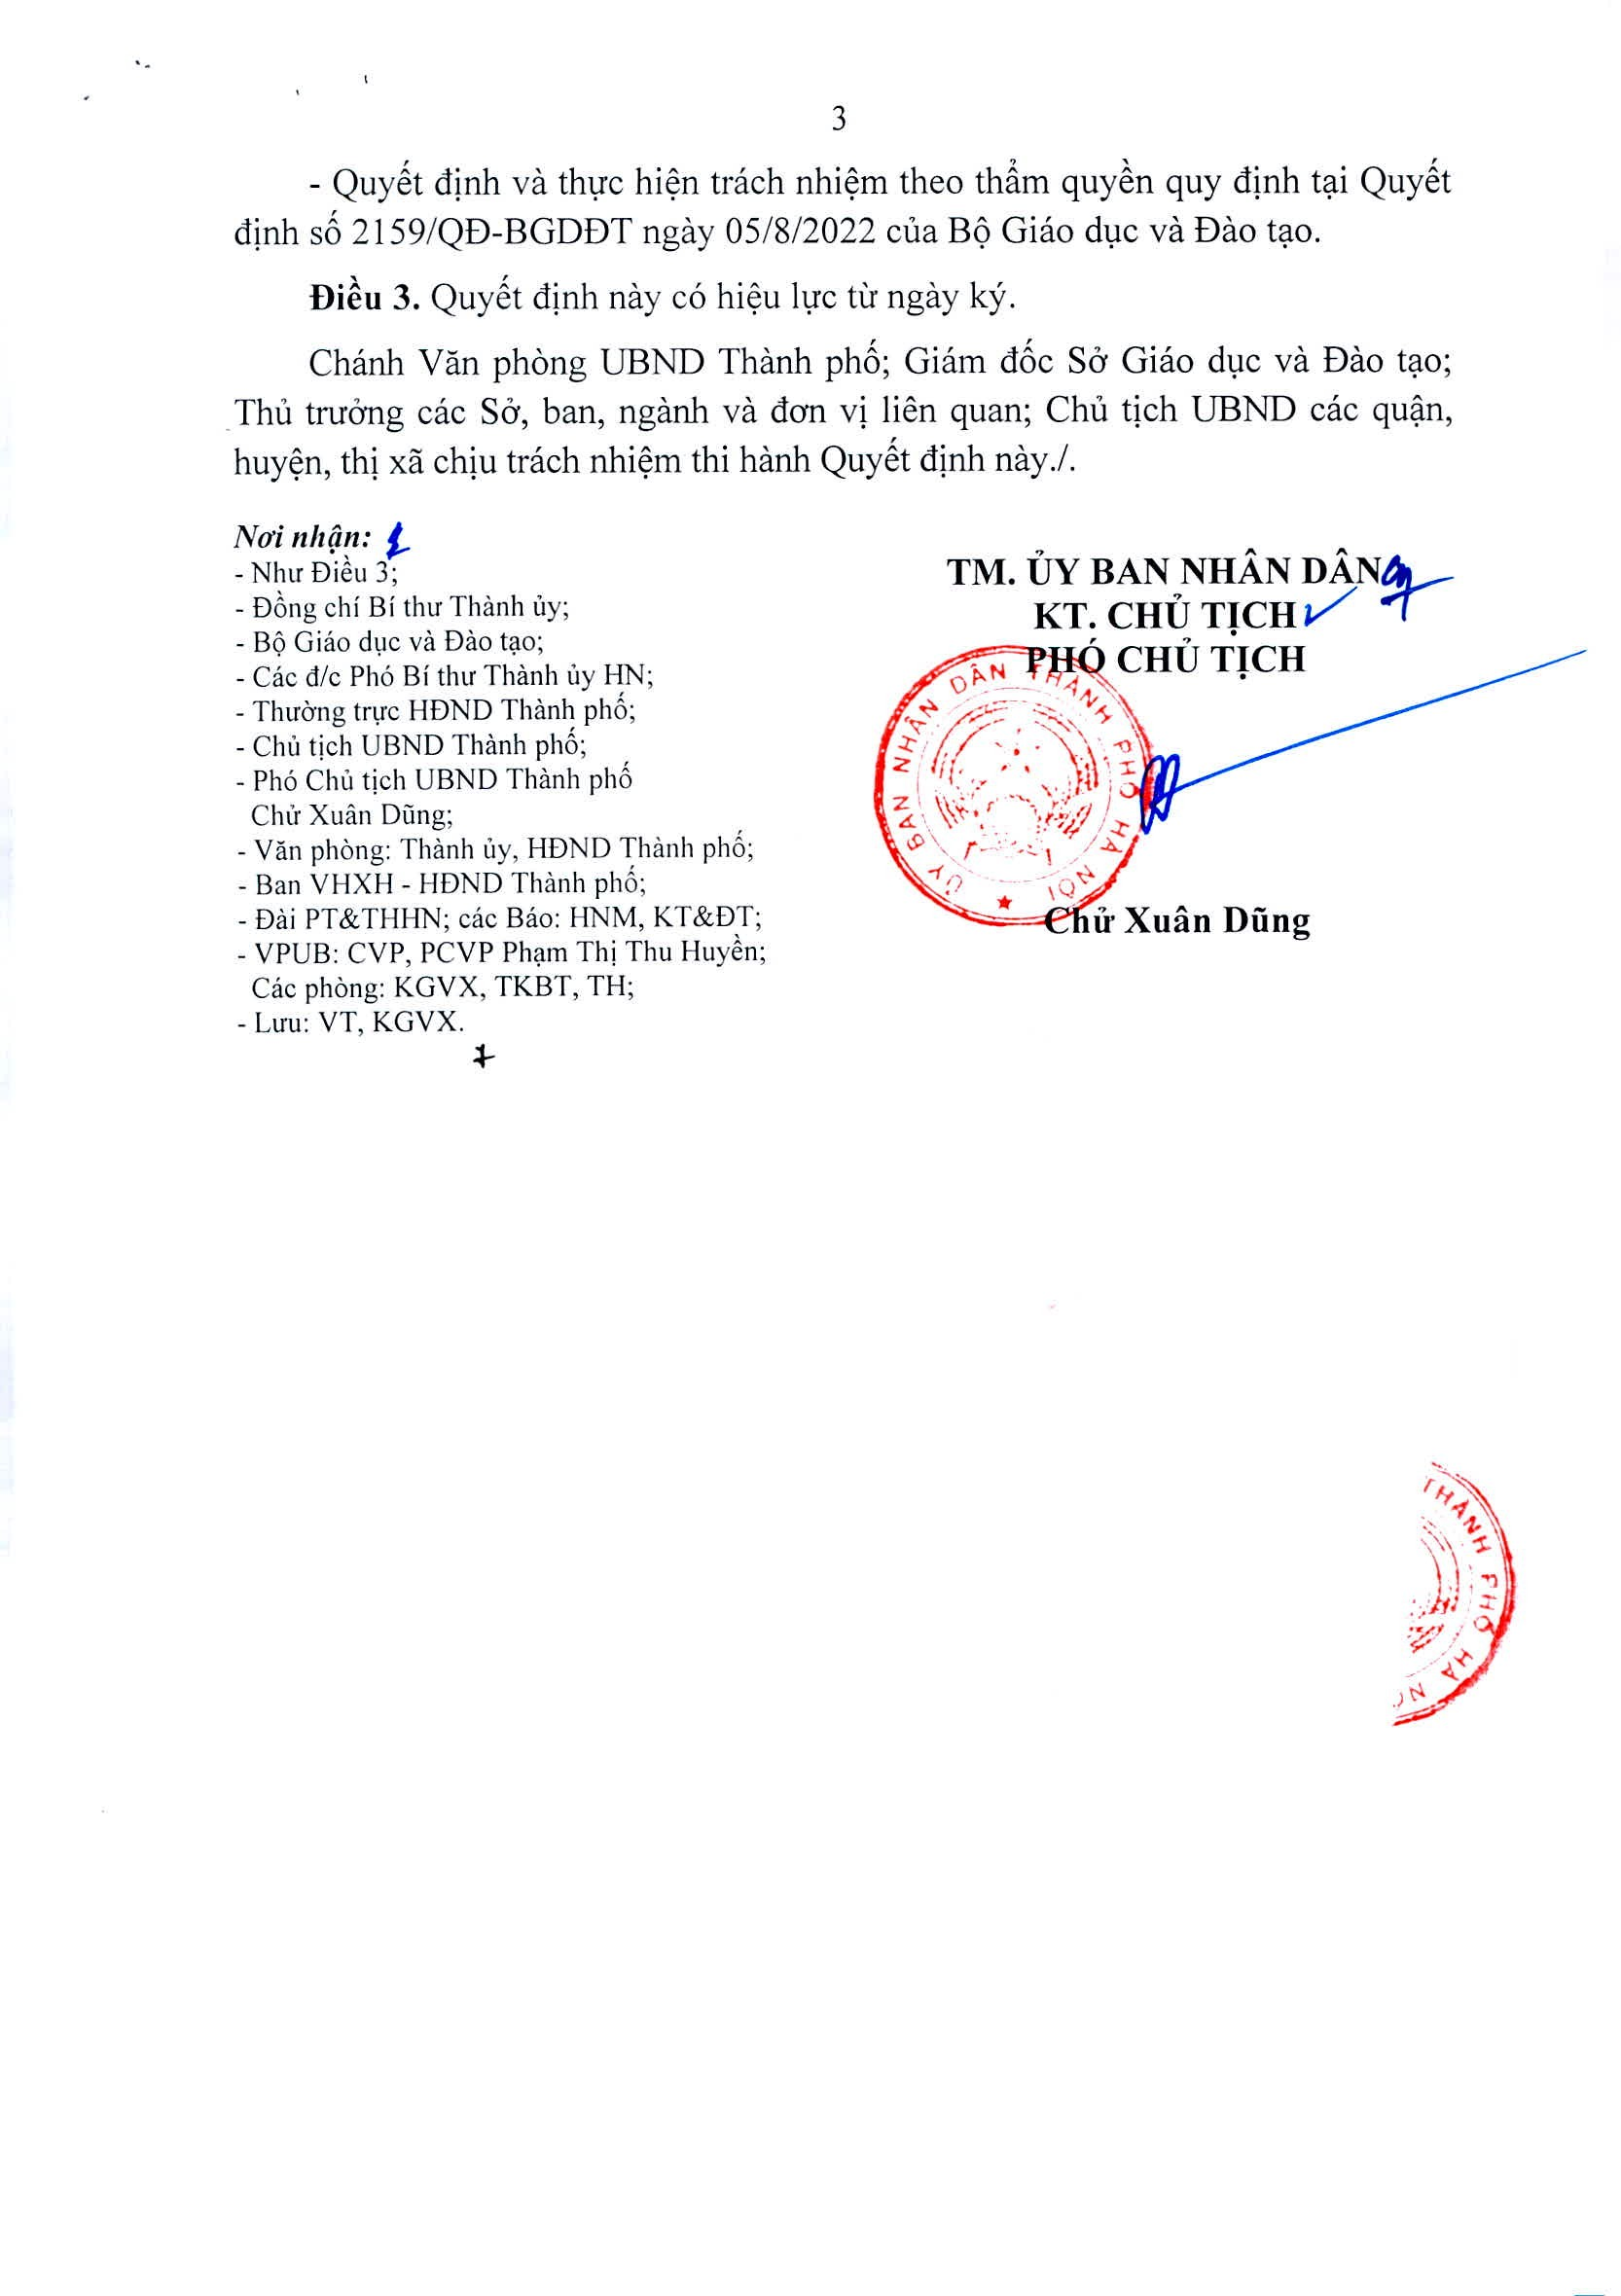 3
- Quyết định và thực hiện trách nhiệm theo thẩm quyền quy định tại Quyết
định số 2159/QĐ-BGDĐT ngày 05/8/2022 của Bộ Giáo dục và Đào tạo.
Điều 3. Quyết định này có hiệu lực từ ngày ký.
Chánh Văn phòng UBND Thành phố; Giám đốc Sở Giáo dục và Đào tạo;
Thủ trưởng các Sở, ban, ngành và đơn vị liên quan; Chủ tịch UBND các quận,
huyện, thị xã chịu trách nhiệm thi hành Quyết định này./.
Nơi nhận:
- Như Điều 3;
- Đồng chí Bí thư Thành ủy;
- Bộ Giáo dục và Đào tạo;
- Các đ/c Phó Bí thư Thành ủy HN;
- Thường trực HĐND Thành phố;
- Chủ tịch UBND Thành phố;
- Phó Chủ tịch UBND Thành phố
Chử Xuân Dũng;
- Văn phòng: Thành ủy, HĐND Thành phố;
- Ban VHXH - HĐND Thành phố;
- Đài PT&THHN; các Báo: HNM, KT&ĐT;
- VPUB: CVP, PCVP Phạm Thị Thu Huyền;
Các phòng: KGVX, TKBT, TH;
- Lưu: VT, KGVX.
TM. ỦY BAN NHÂN DÂN
KT. CHỦ TỊCH
PHÓ CHỦ TỊCH
ỦY BAN NHÂN DÂN THÀNH PHỐ HÀ NỘI
Chử Xuân Dũng
THÀNH PHỐ HÀ NỘ